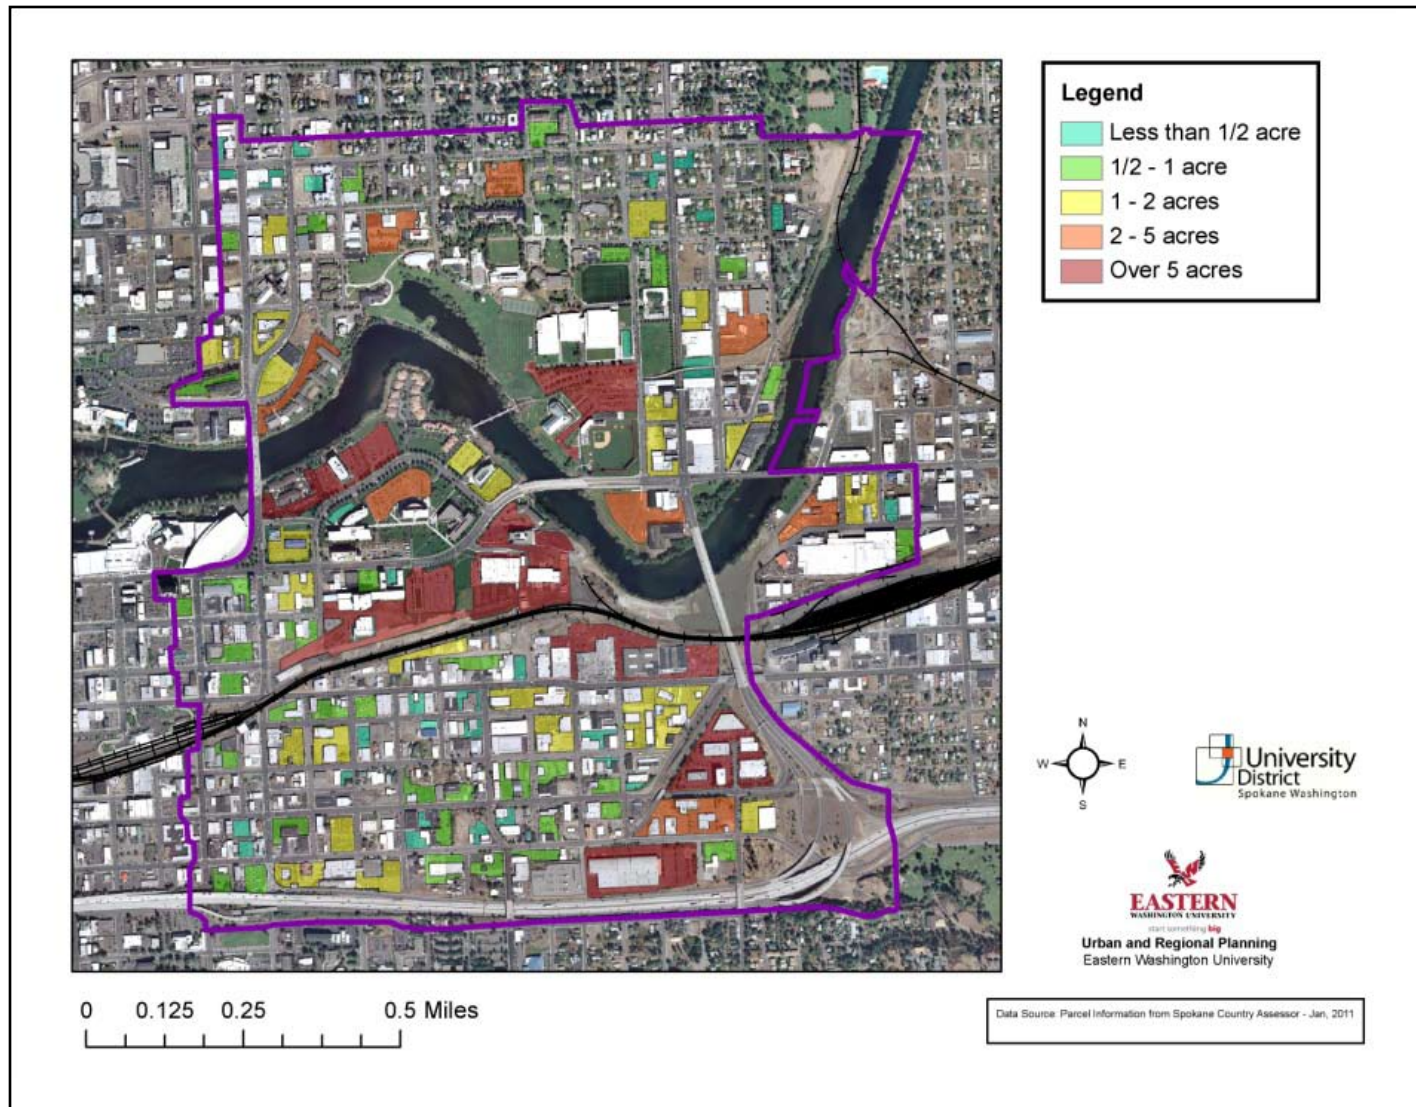 Legend
Less than 1/2 acre
1/2 - 1 acre
1 - 2 acres
2 - 5 acres
Over 5 acres
N
W
E
S
University
District
Spokane Washington
EASTERN
WASHINGTON UNIVERSITY
start something big
Urban and Regional Planning
Eastern Washington University
0 0.125 0.25 0.5 Miles
Data Source: Parcel Information from Spokane Country Assessor - Jan, 2011